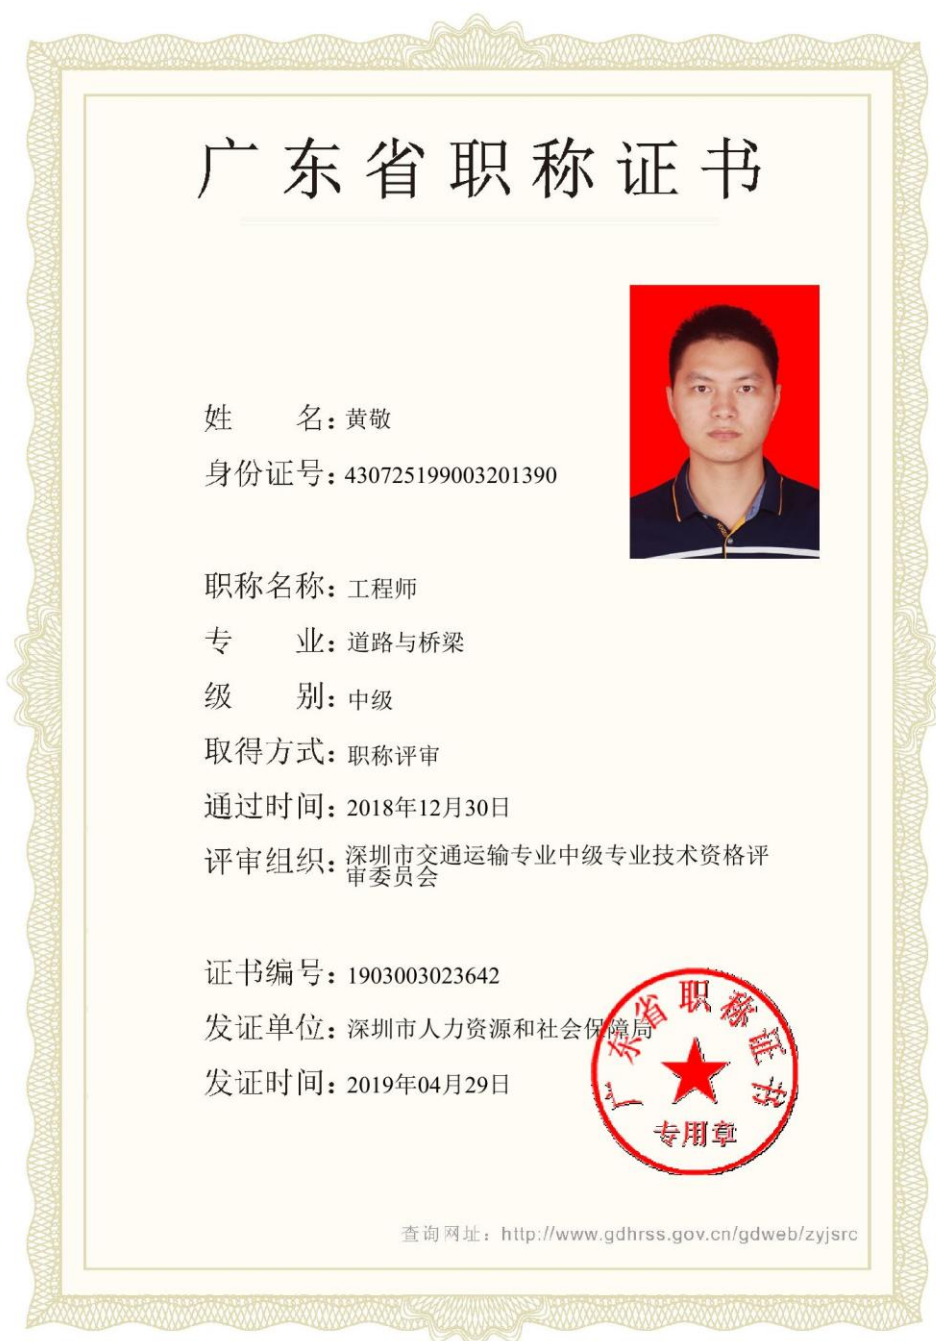 广东省职称证书
姓 名：黄敬
身份证号：430725199003201390
职称名称：工程师
专 业：道路与桥梁
级 别：中级
取得方式：职称评审
通过时间：2018年12月30日
评审组织：深圳市交通运输专业中级专业技术资格评
审委员会
证书编号：1903003023642
发证单位：深圳市人力资源和社会保障局
发证时间：2019年04月29日
广东省职称证书
专用章
查询网址：http://www.gdhrss.gov.cn/gdweb/zyjsrc